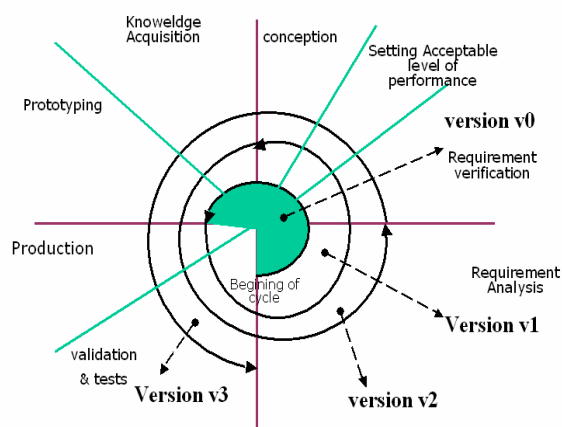 Knoweldge
Acquisition
conception
Setting Acceptable
level of
performance
Prototyping
version v0
Requirement
verification
Production
Requirement
Analysis
Begining of
cycle
Version v1
validation
& tests
Version v3
version v2